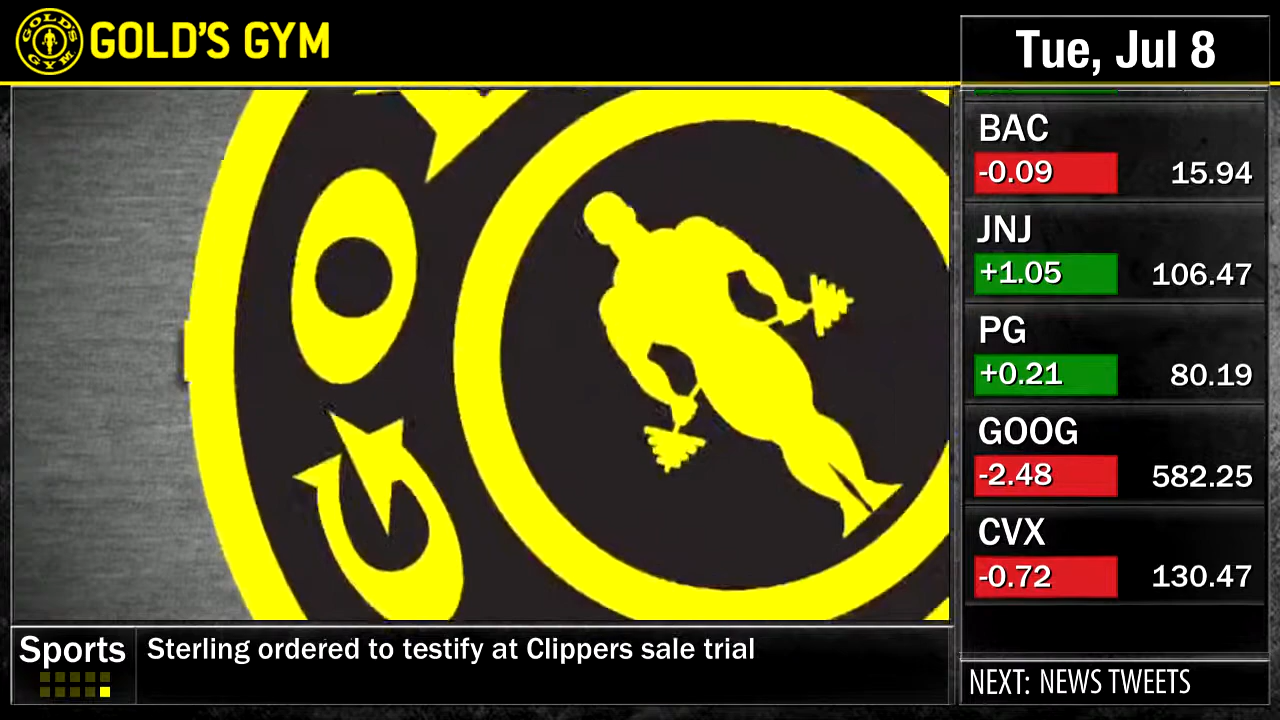 GOLD'S GYM
GOLD'S GYM
Tue, Jul 8
BAC
-0.09 15.94
JNJ
+1.05 106.47
PG
+0.21 80.19
GOOG
-2.48 582.25
CVX
-0.72 130.47
GO
Sports
Sterling ordered to testify at Clippers sale trial
NEXT: NEWS TWEETS